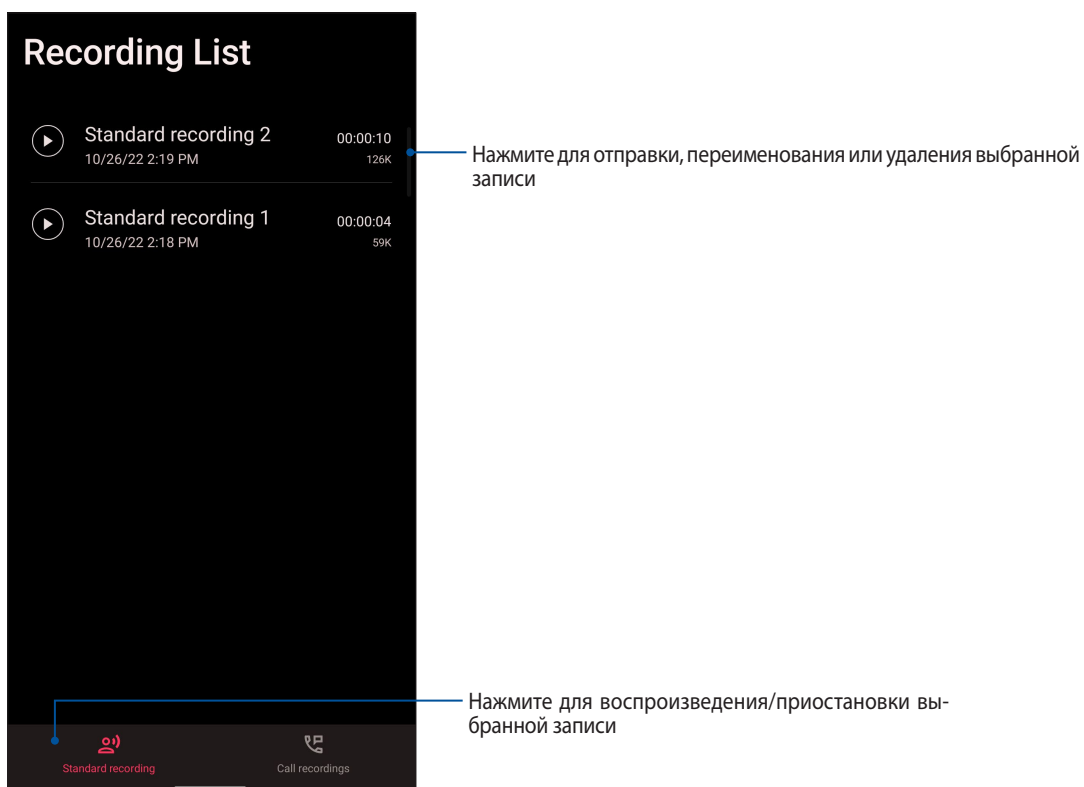 Recording List
Standard recording 2
00:00:10
10/26/22 2:19 PM
126K
Нажмите для отправки, переименования или удаления выбранной
записи
Standard recording 1
00:00:04
10/26/22 2:18 PM
59K
Нажмите для воспроизведения/приостановки вы-
бранной записи
Standard recording
Call recordings